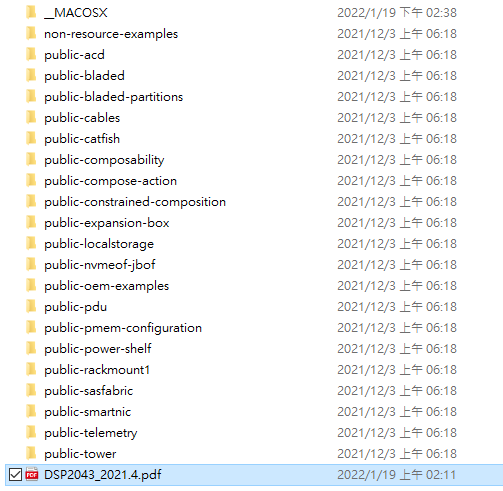 __MACOSX 2022/1/19 下午 02:38
non-resource-examples 2021/12/3 上午 06:18
public-acd 2021/12/3 上午 06:18
public-bladed 2021/12/3 上午 06:18
public-bladed-partitions 2021/12/3 上午 06:18
public-cables 2021/12/3 上午 06:18
public-catfish 2021/12/3 上午 06:18
public-composability 2021/12/3 上午 06:18
public-compose-action 2021/12/3 上午 06:18
public-constrained-composition 2021/12/3 上午 06:18
public-expansion-box 2021/12/3 上午 06:18
public-localstorage 2021/12/3 上午 06:18
public-nvmeof-jbof 2021/12/3 上午 06:18
public-oem-examples 2021/12/3 上午 06:18
public-pdu 2021/12/3 上午 06:18
public-pmem-configuration 2021/12/3 上午 06:18
public-power-shelf 2021/12/3 上午 06:18
public-rackmount1 2021/12/3 上午 06:18
public-sasfabric 2021/12/3 上午 06:18
public-smartnic 2021/12/3 上午 06:18
public-telemetry 2021/12/3 上午 06:18
public-tower 2021/12/3 上午 06:18
PDF DSP2043_2021.4.pdf 2022/1/19 上午 02:11